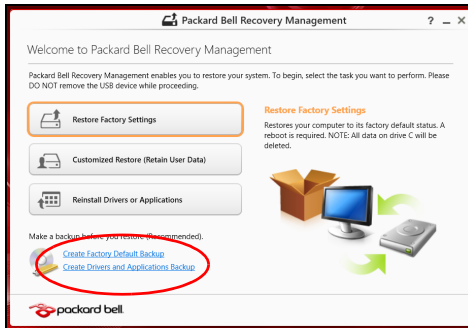 Packard Bell Recovery Management
? _ X
Welcome to Packard Bell Recovery Management
Packard Bell Recovery Management enables you to restore your system. To begin, select the task you want to perform. Please
DO NOT remove the USB device while proceeding.
Restore Factory Settings
Customized Restore (Retain User Data)
Reinstall Drivers or Applications
Restore Factory Settings
Restores your computer to its factory default status. A
reboot is required. NOTE: All data on drive C will be
deleted.
Make a backup before you restore (Recommended).
Create Factory Default Backup
Create Drivers and Applications Backup
packard bell.